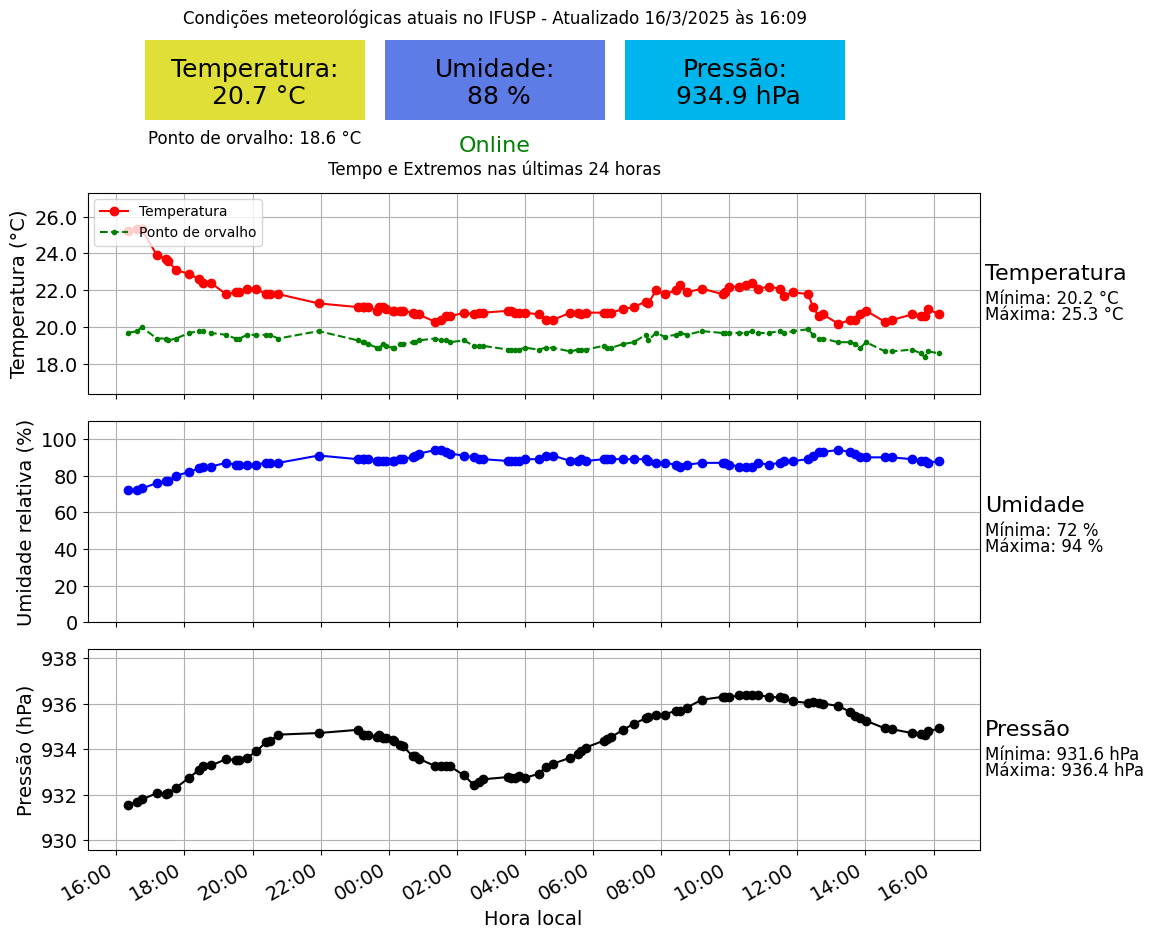 Condições meteorológicas atuais no IFUSP - Atualizado 16/3/2025 às 16:09
Temperatura:
20.7 °C
Umidade:
88 %
Pressão:
934.9 hPa
Ponto de orvalho: 18.6 °C
Online
Tempo e Extremos nas últimas 24 horas
Temperatura (°C)
26.0
24.0
22.0
20.0
18.0
Temperatura
Ponto de orvalho
Temperatura
Mínima: 20.2 °C
Máxima: 25.3 °C
Umidade relativa (%)
100
80
60
40
20
0
Umidade
Mínima: 72 %
Máxima: 94 %
Pressão (hPa)
938
936
934
932
930
Pressão
Mínima: 931.6 hPa
Máxima: 936.4 hPa
16:00 18:00 20:00 22:00 00:00 02:00 04:00 06:00 08:00 10:00 12:00 14:00 16:00
Hora local